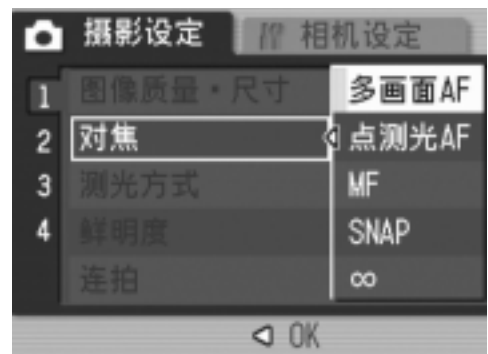 摄影设定 相机设定
1 图像质量·尺寸 多画面AF
2 对焦 点测光AF
3 测光方式 MF
4 鲜明度 SNAP
连拍 ∞
OK